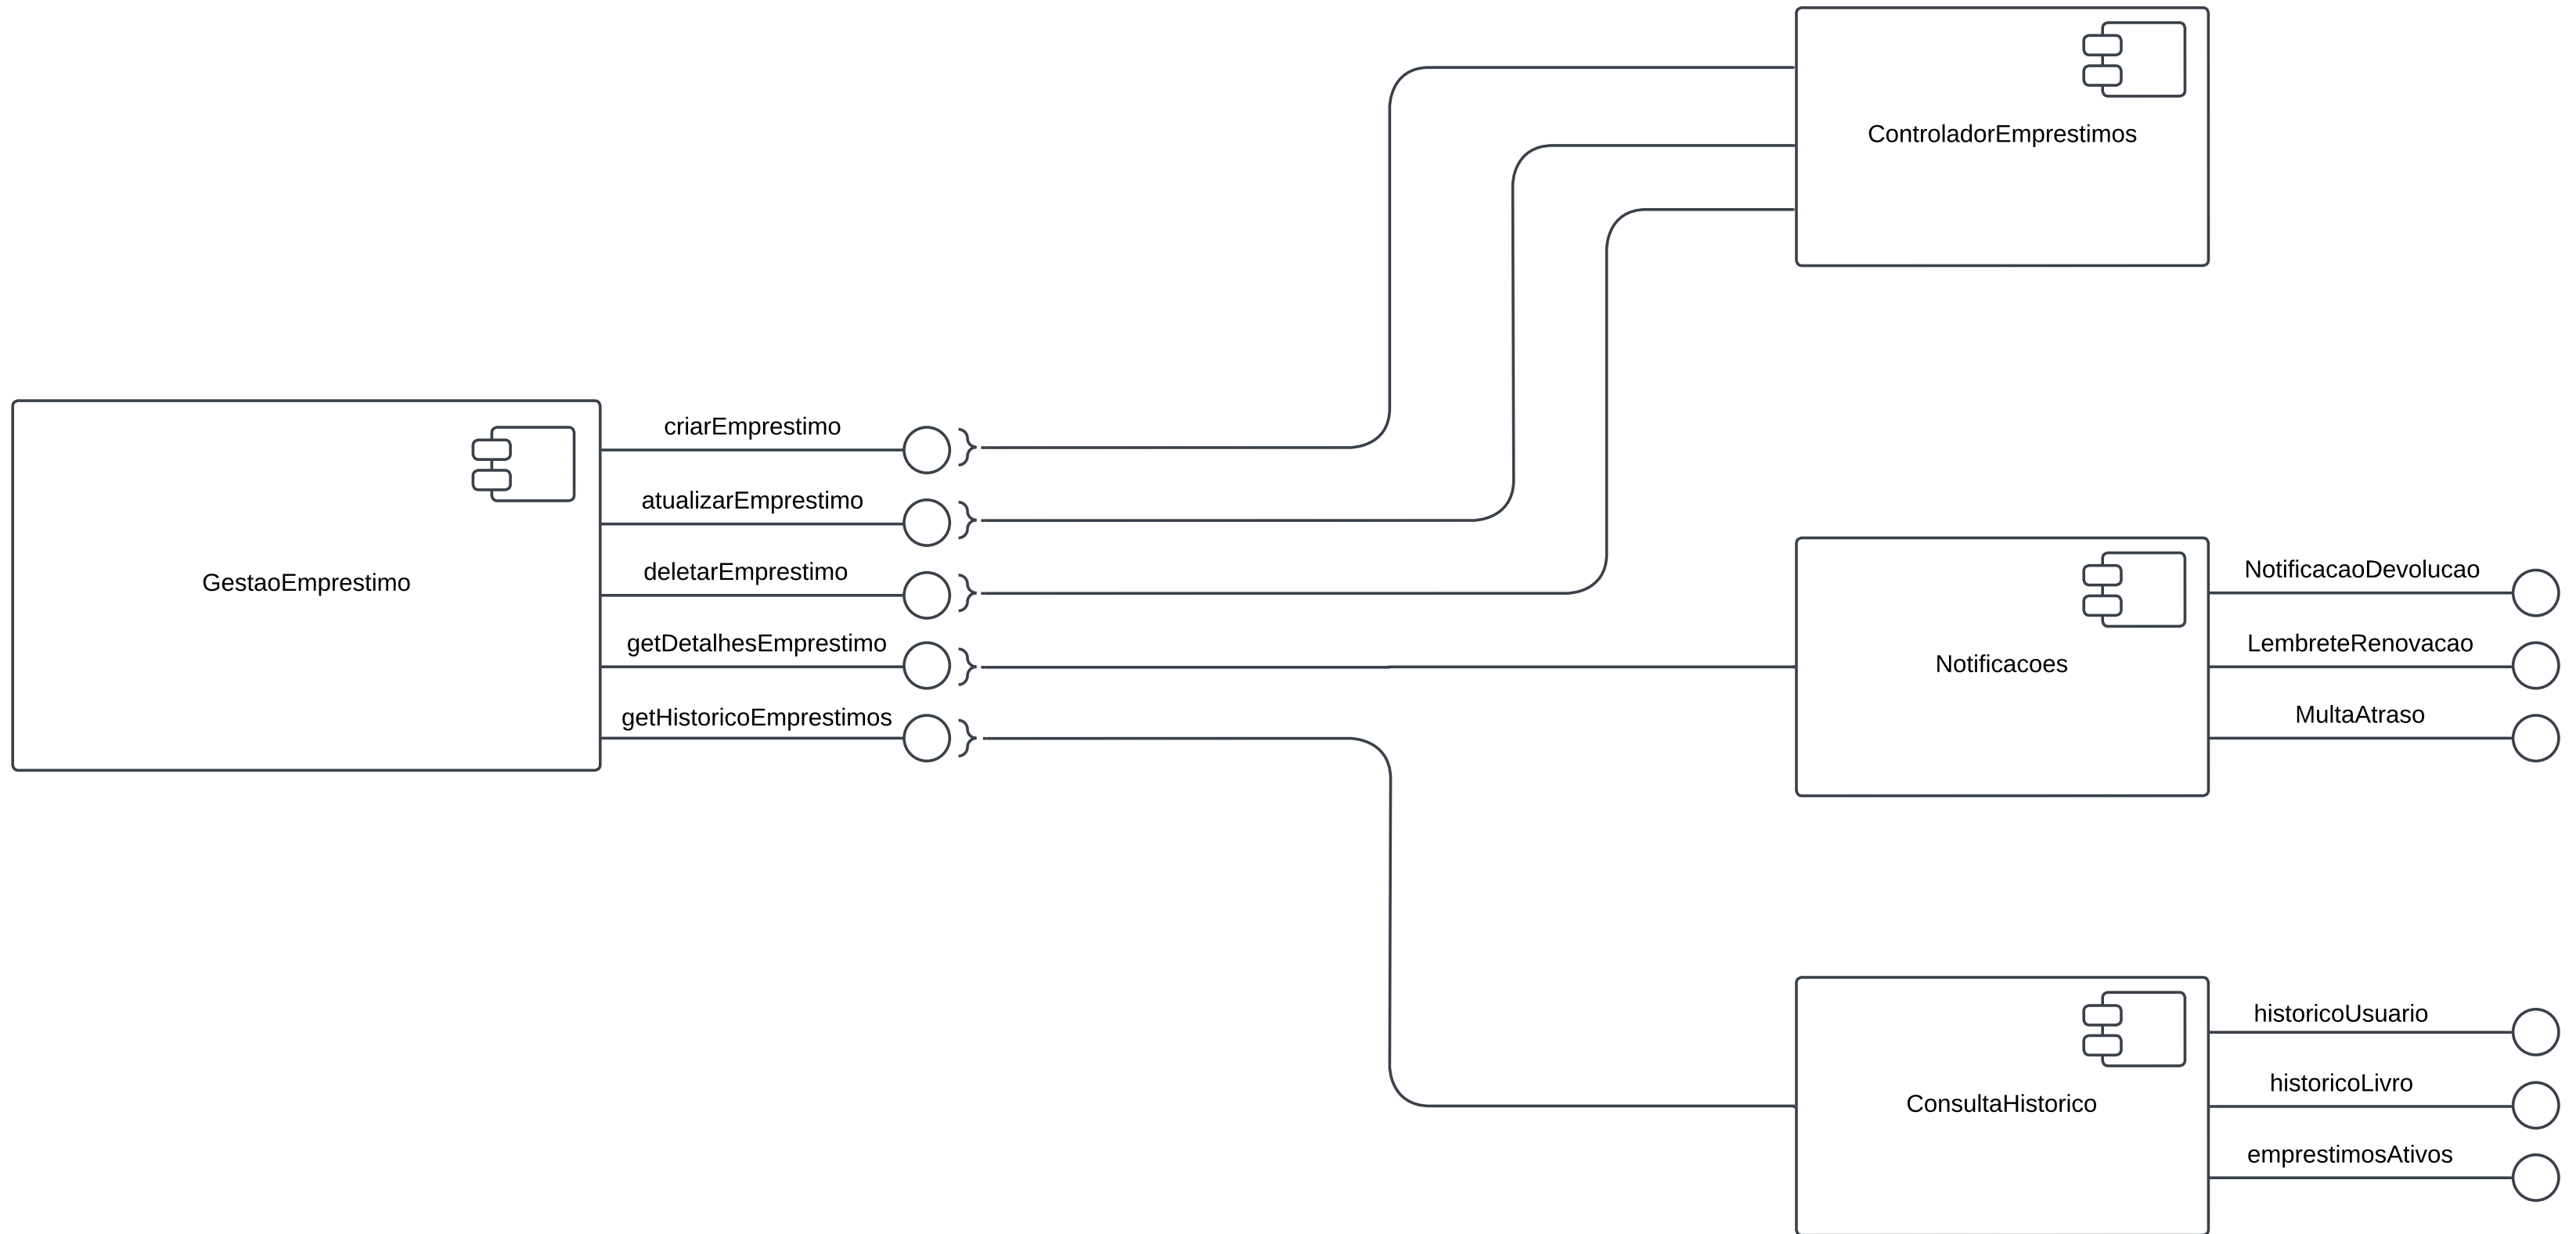 ControladorEmprestimos
GestaoEmprestimo
criarEmprestimo
atualizarEmprestimo
deletarEmprestimo
getDetalhesEmprestimo
getHistoricoEmprestimos
Notificacoes
NotificacaoDevolucao
LembreteRenovacao
MultaAtraso
ConsultaHistorico
historicoUsuario
historicoLivro
emprestimosAtivos